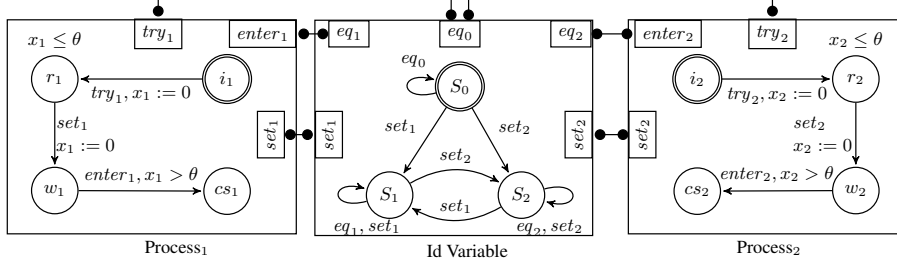 try₁
enter₁
eq₁
eq₀
eq₂
enter₂
try₂
x₁ ≤ θ
x₂ ≤ θ
eq₀
r₁
i₁
S₀
i₂
r₂
try₁, x₁ := 0
try₂, x₂ := 0
set₁
x₁ := 0
set₁
set₁
set₁
set₂
set₂
set₂
set₂
x₂ := 0
set₂
enter₁, x₁ > θ
enter₂, x₂ > θ
w₁
cs₁
S₁
S₂
cs₂
w₂
set₁
eq₁, set₁
eq₂, set₂
Process₁
Id Variable
Process₂